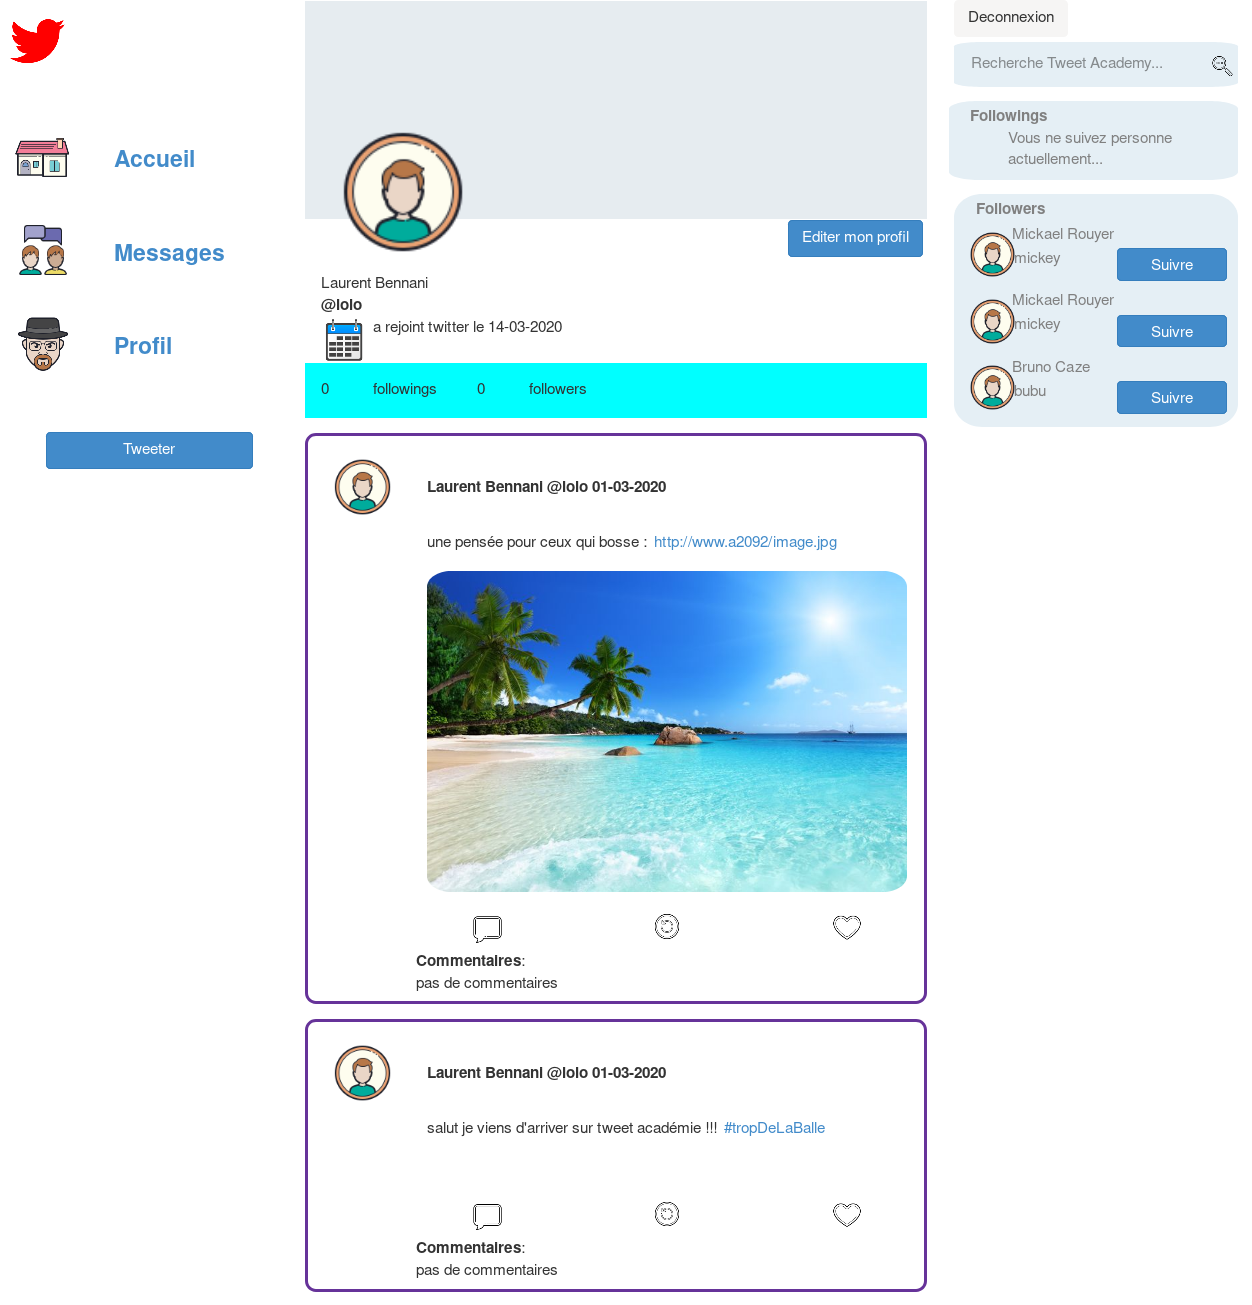 Accueil
Messages
Profil
Tweeter
Editer mon profil
Laurent Bennani
@lolo
a rejoint twitter le 14-03-2020
0 followings 0 followers
Laurent Bennani @lolo 01-03-2020
une pensée pour ceux qui bosse : http://www.a2092/image.jpg
Commentaires:
pas de commentaires
Laurent Bennani @lolo 01-03-2020
salut je viens d'arriver sur tweet académie !!! #tropDeLaBalle
Commentaires:
pas de commentaires
Deconnexion
Recherche Tweet Academy...
Followings
Vous ne suivez personne
actuellement...
Followers
Mickael Rouyer
mickey Suivre
Mickael Rouyer
mickey Suivre
Bruno Caze
bubu Suivre